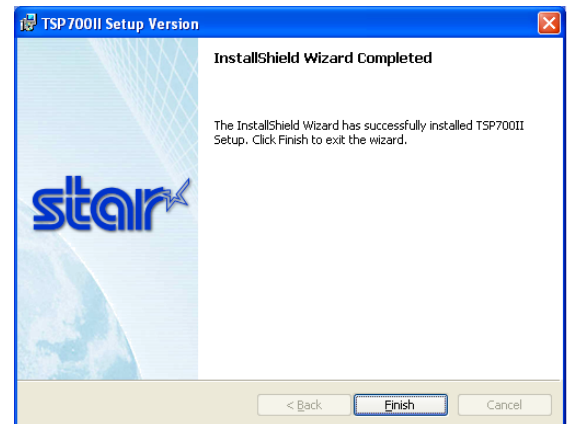 TSP700II Setup Version
InstallShield Wizard Completed
The InstallShield Wizard has successfully installed TSP700II
Setup. Click Finish to exit the wizard.
star
< Back
Finish
Cancel